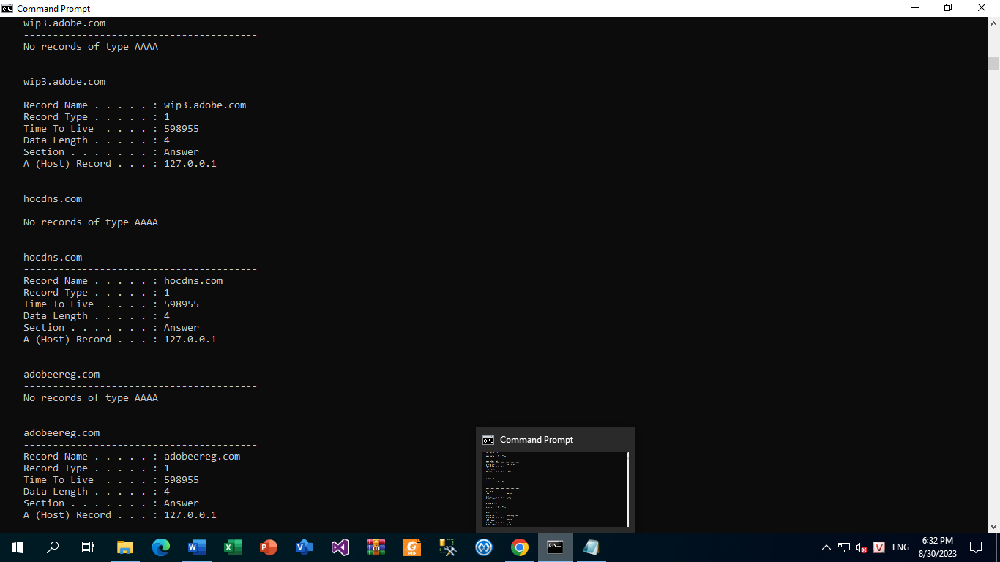 Command Prompt
wip3.adobe.com
----------------------------------------
No records of type AAAA
wip3.adobe.com
----------------------------------------
Record Name . . . . . : wip3.adobe.com
Record Type . . . . . : 1
Time To Live  . . . . : 598955
Data Length . . . . . : 4
Section . . . . . . . : Answer
A (Host) Record . . . : 127.0.0.1
hocdns.com
----------------------------------------
No records of type AAAA
hocdns.com
----------------------------------------
Record Name . . . . . : hocdns.com
Record Type . . . . . : 1
Time To Live  . . . . : 598955
Data Length . . . . . : 4
Section . . . . . . . : Answer
A (Host) Record . . . : 127.0.0.1
adobeereg.com
----------------------------------------
No records of type AAAA
adobeereg.com
----------------------------------------
Record Name . . . . . : adobeereg.com
Record Type . . . . . : 1
Time To Live  . . . . : 598955
Data Length . . . . . : 4
Section . . . . . . . : Answer
A (Host) Record . . . : 127.0.0.1
Command Prompt
ENG
6:32 PM
8/30/2023